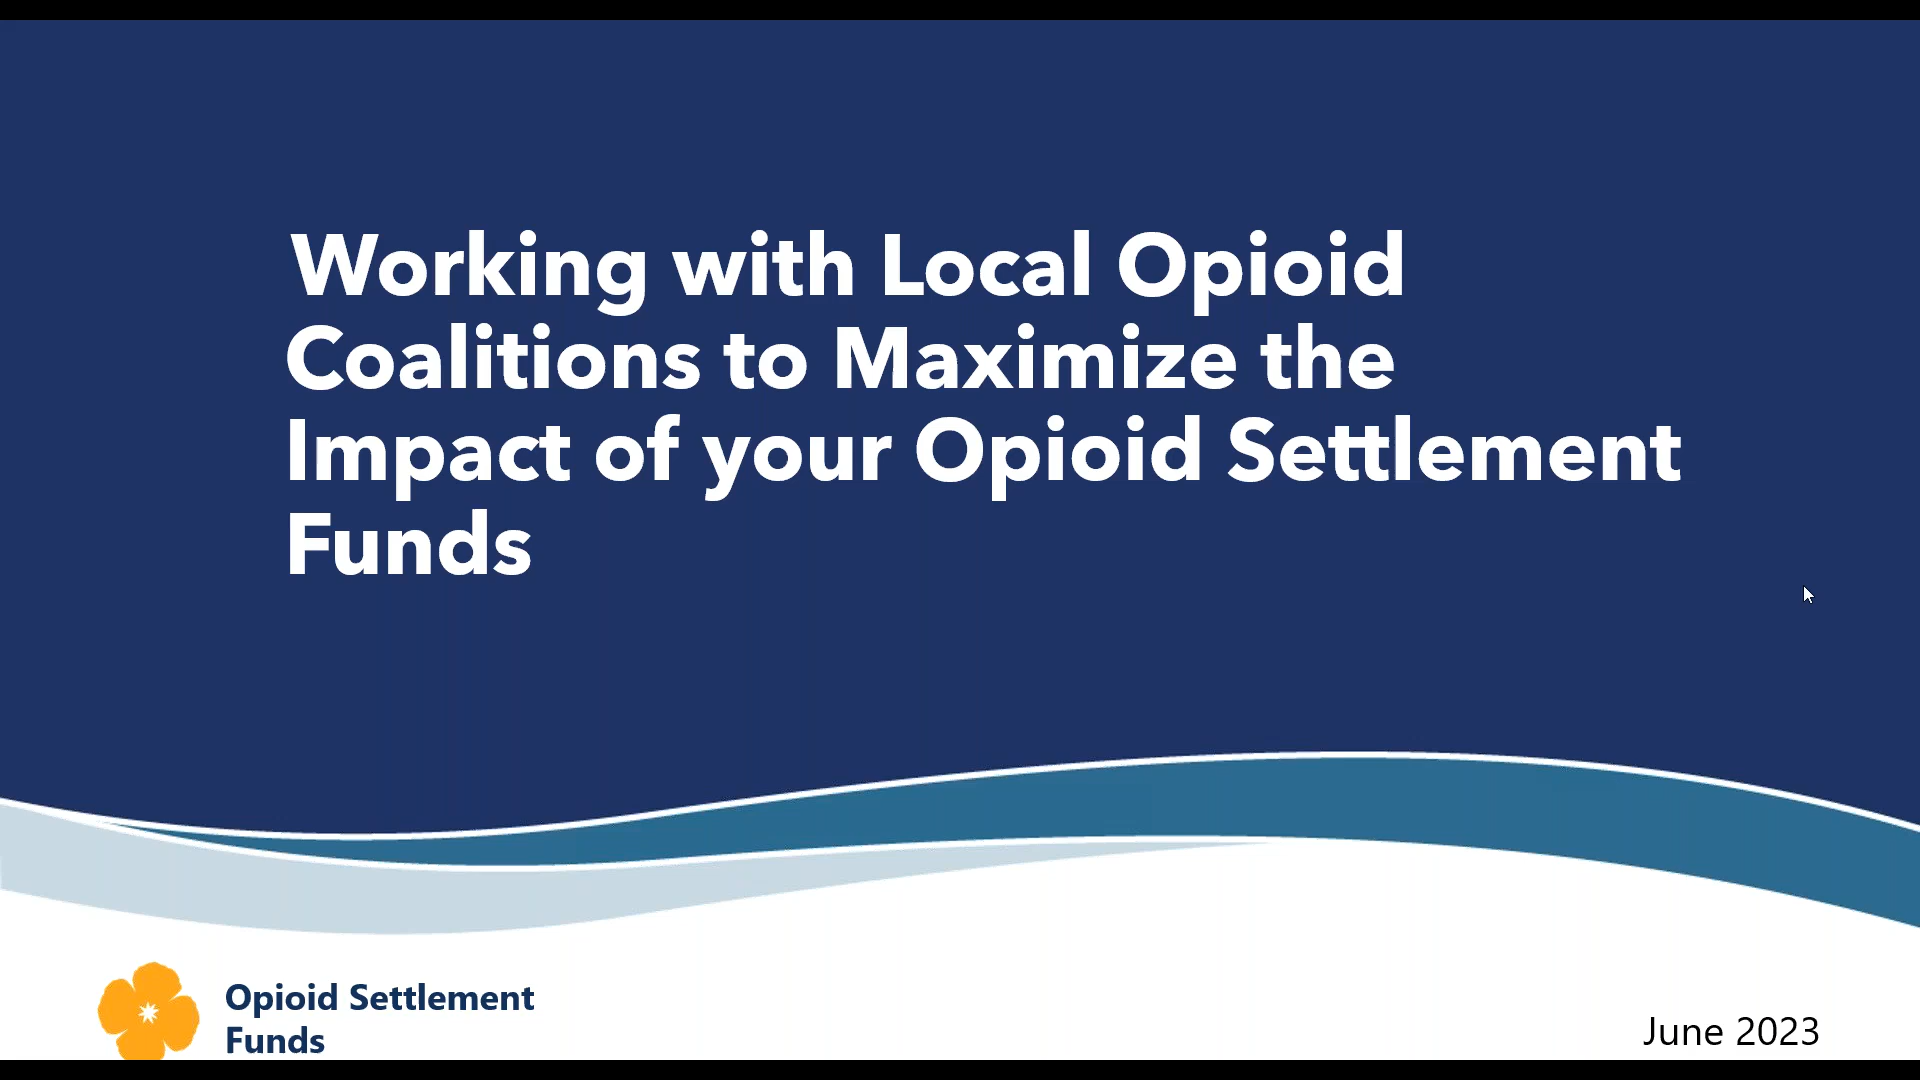 Working with Local Opioid
Coalitions to Maximize the
Impact of your Opioid Settlement
Funds
Opioid Settlement
Funds
June 2023